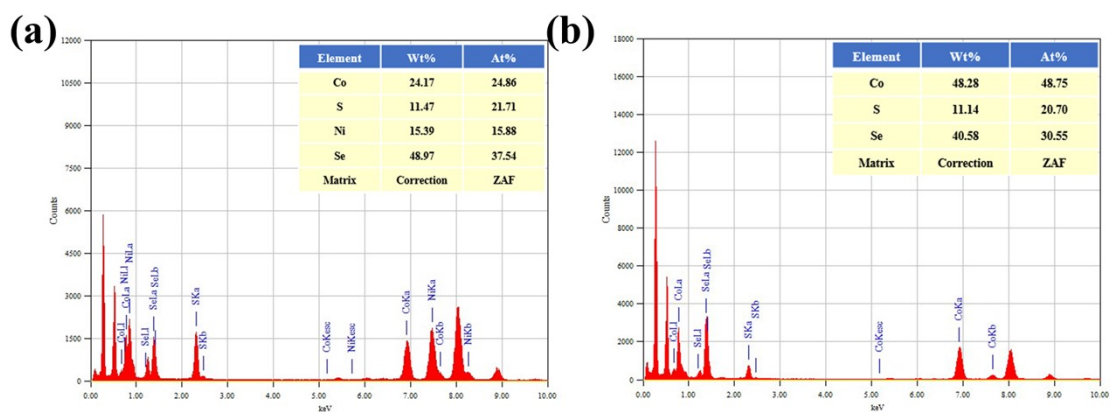 (a)
12000
10500
9000
7500
6000
4500
3000
1500
0
Counts
0.00 1.00 2.00 3.00 4.00 5.00 6.00 7.00 8.00 9.00 10.00
keV
CoLl
CoLa
NiLl
NiLa
SeLl
SeLa
SeLb
SKa
SKb
CoKesc
NiKesc
CoKa
NiKa
CoKb
NiKb
Element Wt% At%
Co 24.17 24.86
S 11.47 21.71
Ni 15.39 15.88
Se 48.97 37.54
Matrix Correction ZAF
(b)
18000
16000
14000
12000
10000
8000
6000
4000
2000
0
Counts
0.00 1.00 2.00 3.00 4.00 5.00 6.00 7.00 8.00 9.00 10.00
keV
CoLl
CoLa
SeLl
SeLa
SeLb
SKa
SKb
CoKesc
CoKa
CoKb
Element Wt% At%
Co 48.28 48.75
S 11.14 20.70
Se 40.58 30.55
Matrix Correction ZAF